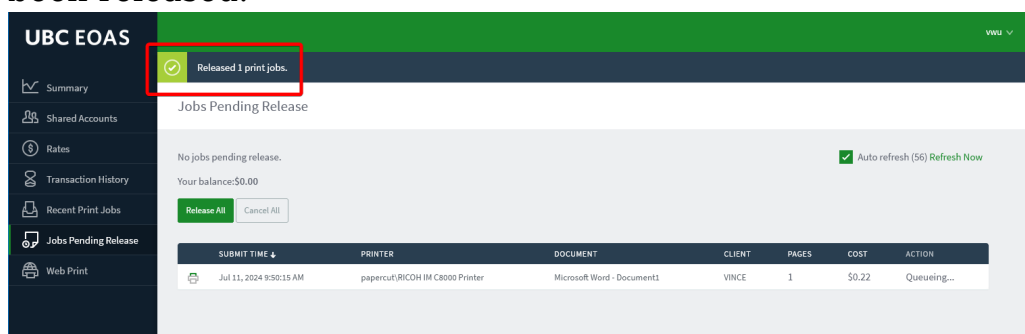 been released.
UBC EOAS
vwu
Released 1 print jobs.
Summary
Jobs Pending Release
Shared Accounts
Rates
No jobs pending release.
Auto refresh (56) Refresh Now
Transaction History
Your balance:$0.00
Recent Print Jobs
Release All Cancel All
Jobs Pending Release
SUBMIT TIME PRINTER DOCUMENT CLIENT PAGES COST ACTION
Web Print
Jul 11, 2024 9:50:15 AM papercut\RICOH IM C8000 Printer Microsoft Word - Document1 VINCE 1 $0.22 Queueing...